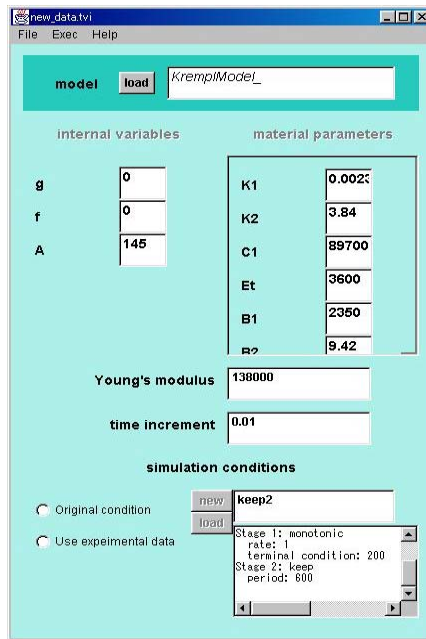 new_data.tvi
File Exec Help
model load KremplModel_
internal variables material parameters
g 0
f 0
A 145
K1 0.0023
K2 3.84
C1 89700
Et 3600
B1 2350
B2 9.42
Young's modulus 138000
time increment 0.01
simulation conditions
Original condition
Use expeimental data
new keep2
load
Stage 1: monotonic
rate: 1
terminal condition: 200
Stage 2: keep
period: 600